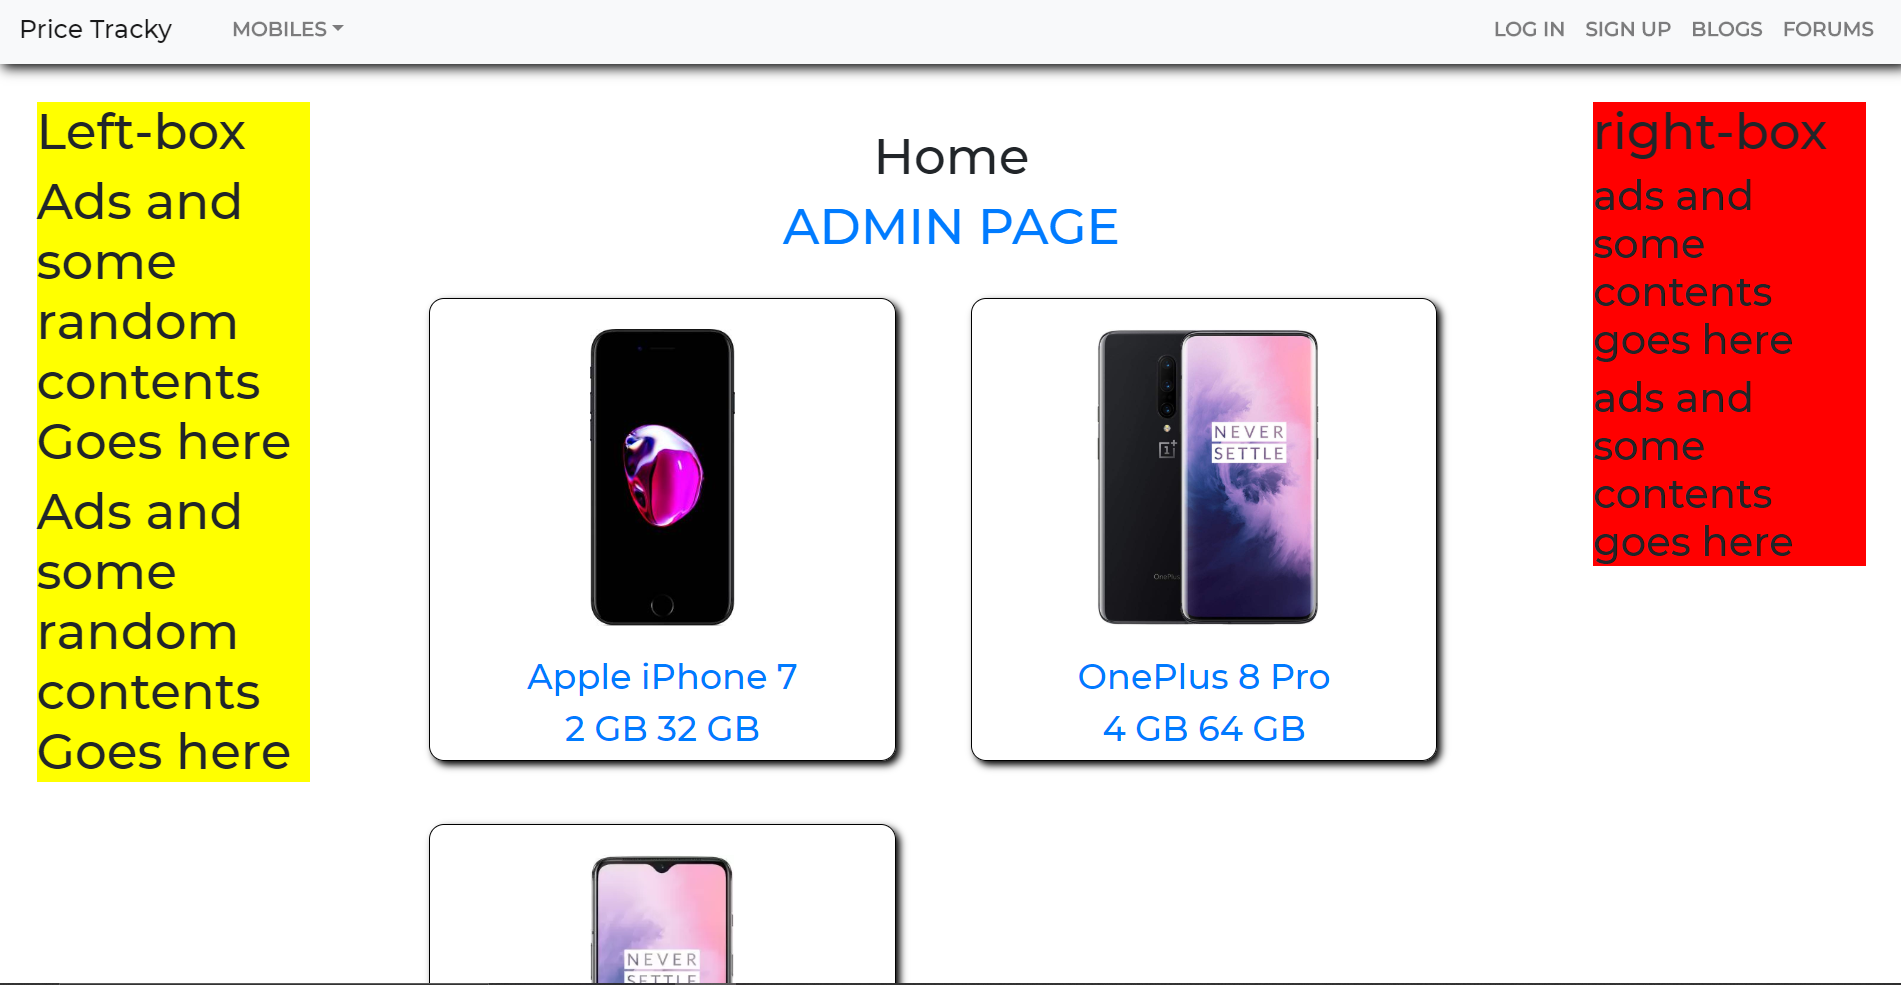 Price Tracky
MOBILES
LOG IN
SIGN UP
BLOGS
FORUMS
Left-box
Ads and
some
random
contents
Goes here
Ads and
some
random
contents
Goes here
Home
ADMIN PAGE
Apple iPhone 7
2 GB 32 GB
1+
OnePlus
NEVER
SETTLE
OnePlus 8 Pro
4 GB 64 GB
NEVER
SETTLE
right-box
ads and
some
contents
goes here
ads and
some
contents
goes here